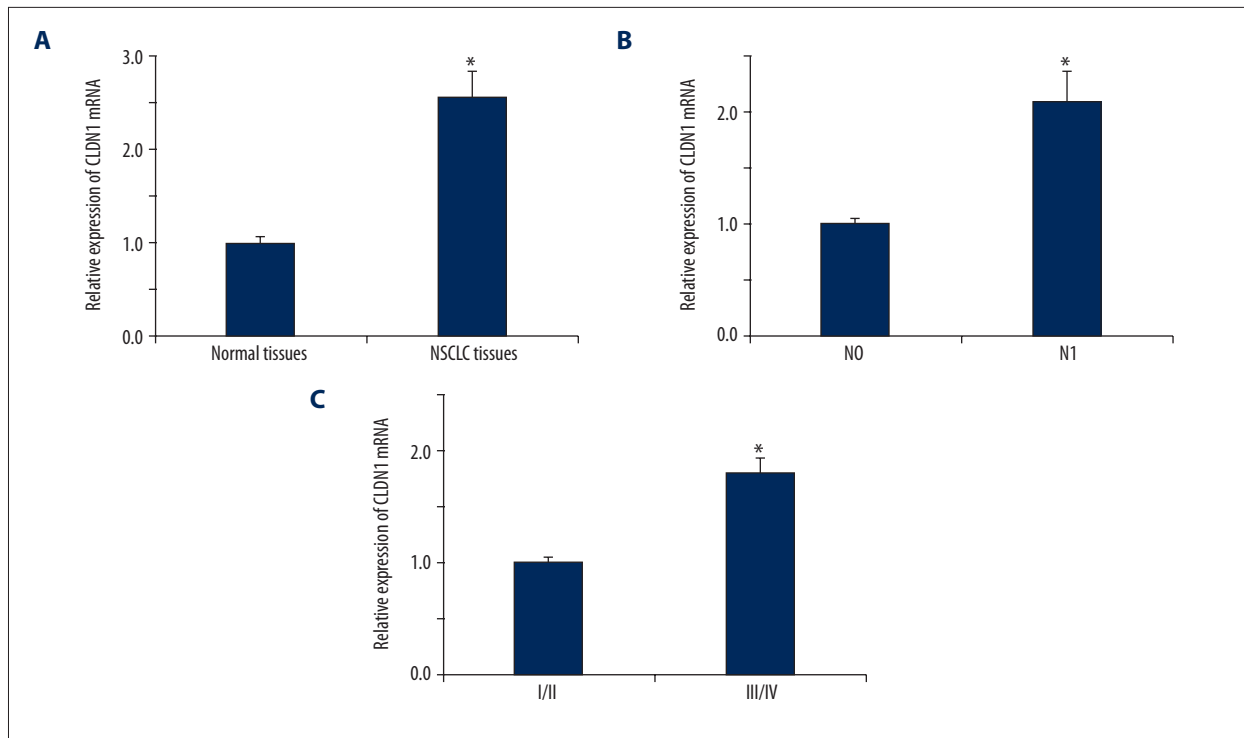 A
Relative expression of CLDN1 mRNA
3.0
*
2.0
1.0
0.0
Normal tissues NSCLC tissues
B
Relative expression of CLDN1 mRNA
*
2.0
1.0
0.0
N0 N1
C
Relative expression of CLDN1 mRNA
2.0
*
1.0
0.0
I/II III/IV